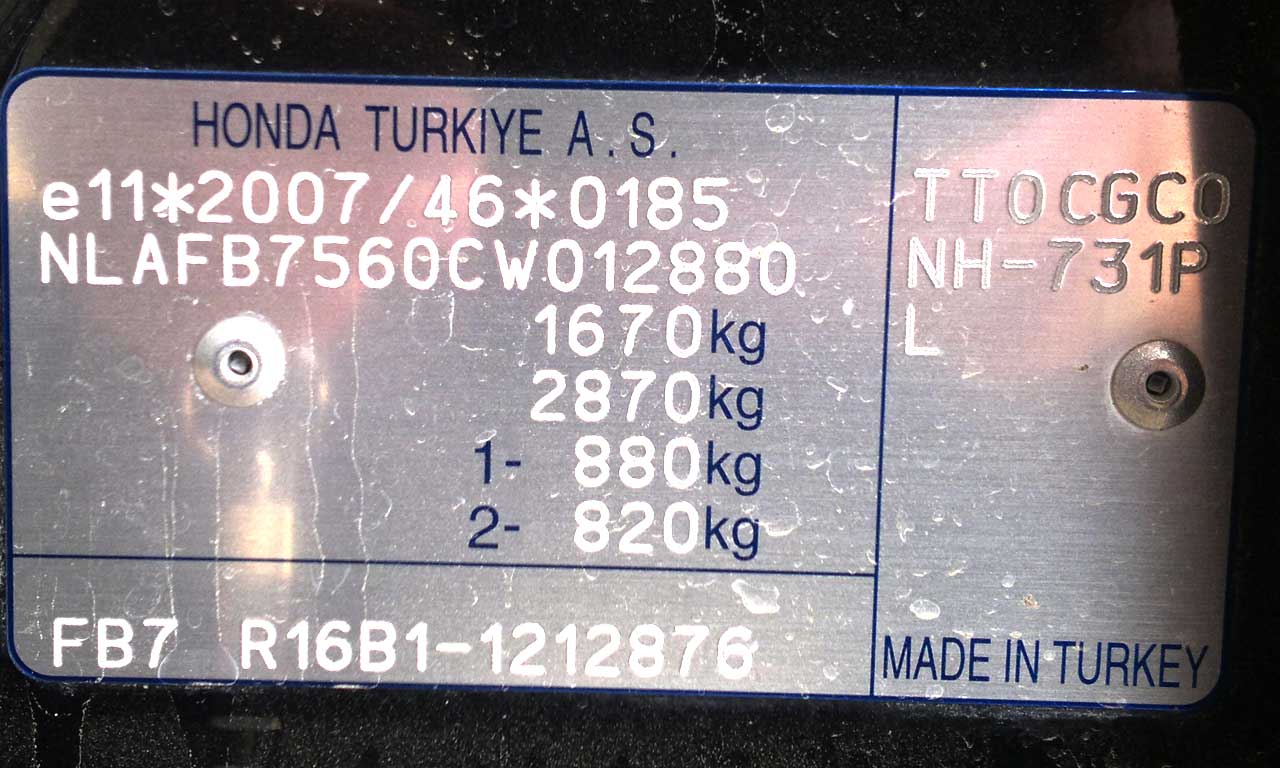 HONDA TURKIYE A.S.
e11*2007/46*0185
NLAFB7560CW012880
1670kg
2870kg
1- 880kg
2- 820kg
FB7 R16B1-1212876
TT0CGC0
NH-731P
L
MADE IN TURKEY